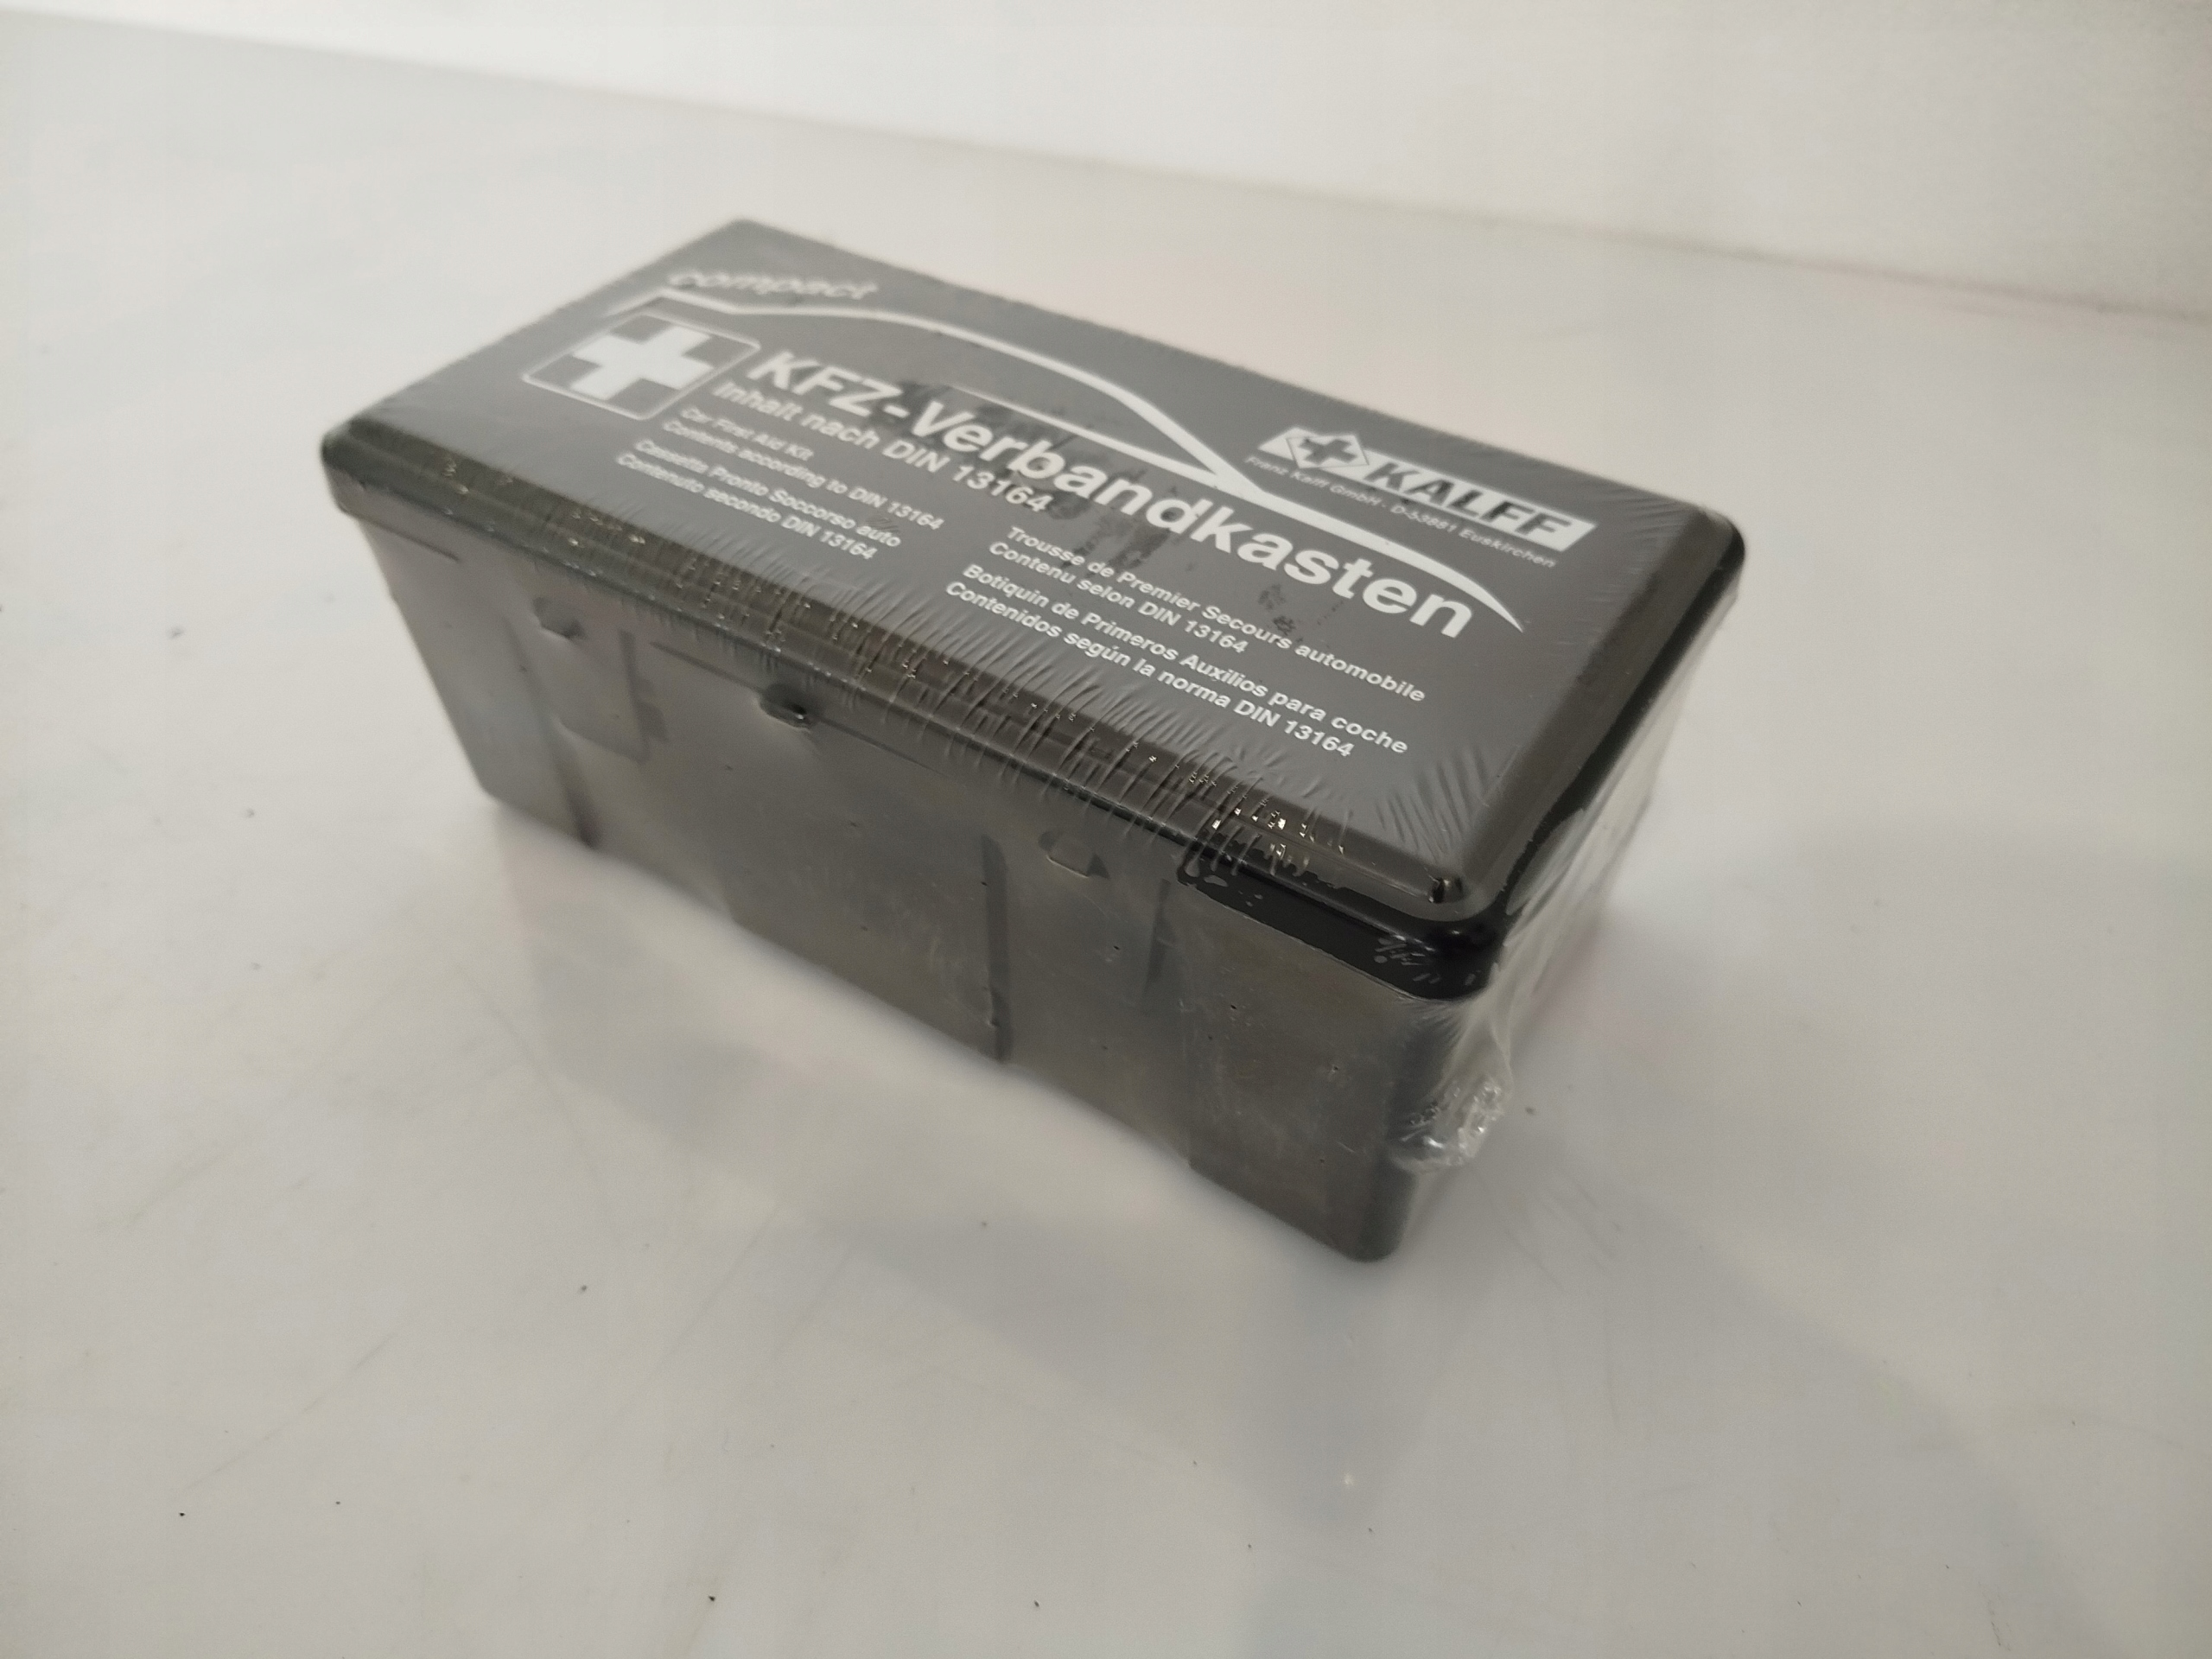 compact
KFZ-Verbandkasten
Inhalt nach DIN 13164
Car First Aid Kit
Contents according to DIN 13164
Cassetta Pronto Soccorso auto
Contenuto secondo DIN 13164
Trousse de Premier Secours automobile
Contenu selon DIN 13164
Botiquin de Primeros Auxilios para coche
Contenidos según la norma DIN 13164
KALFF
Franz Kalff GmbH - D-53881 Euskirchen